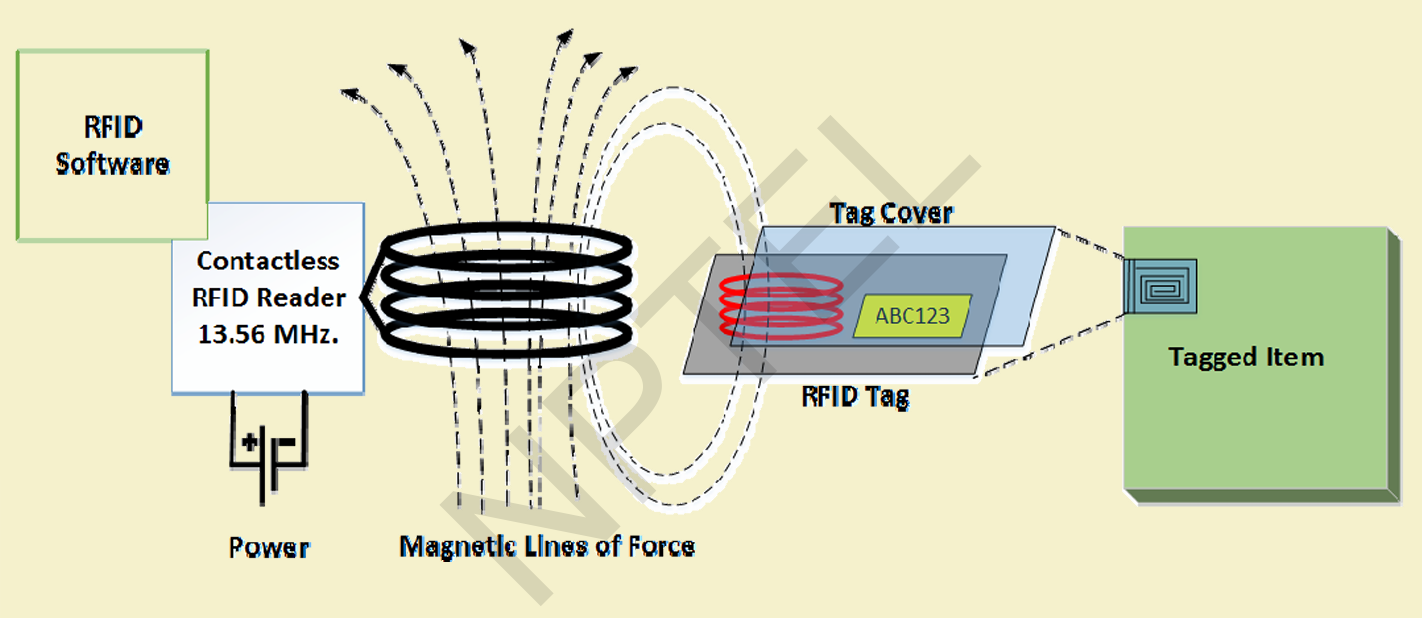 RFID
Software
Contactless
RFID Reader
13.56 MHz.
Power
Magnetic Lines of Force
Tag Cover
ABC123
RFID Tag
Tagged Item
NPTEL